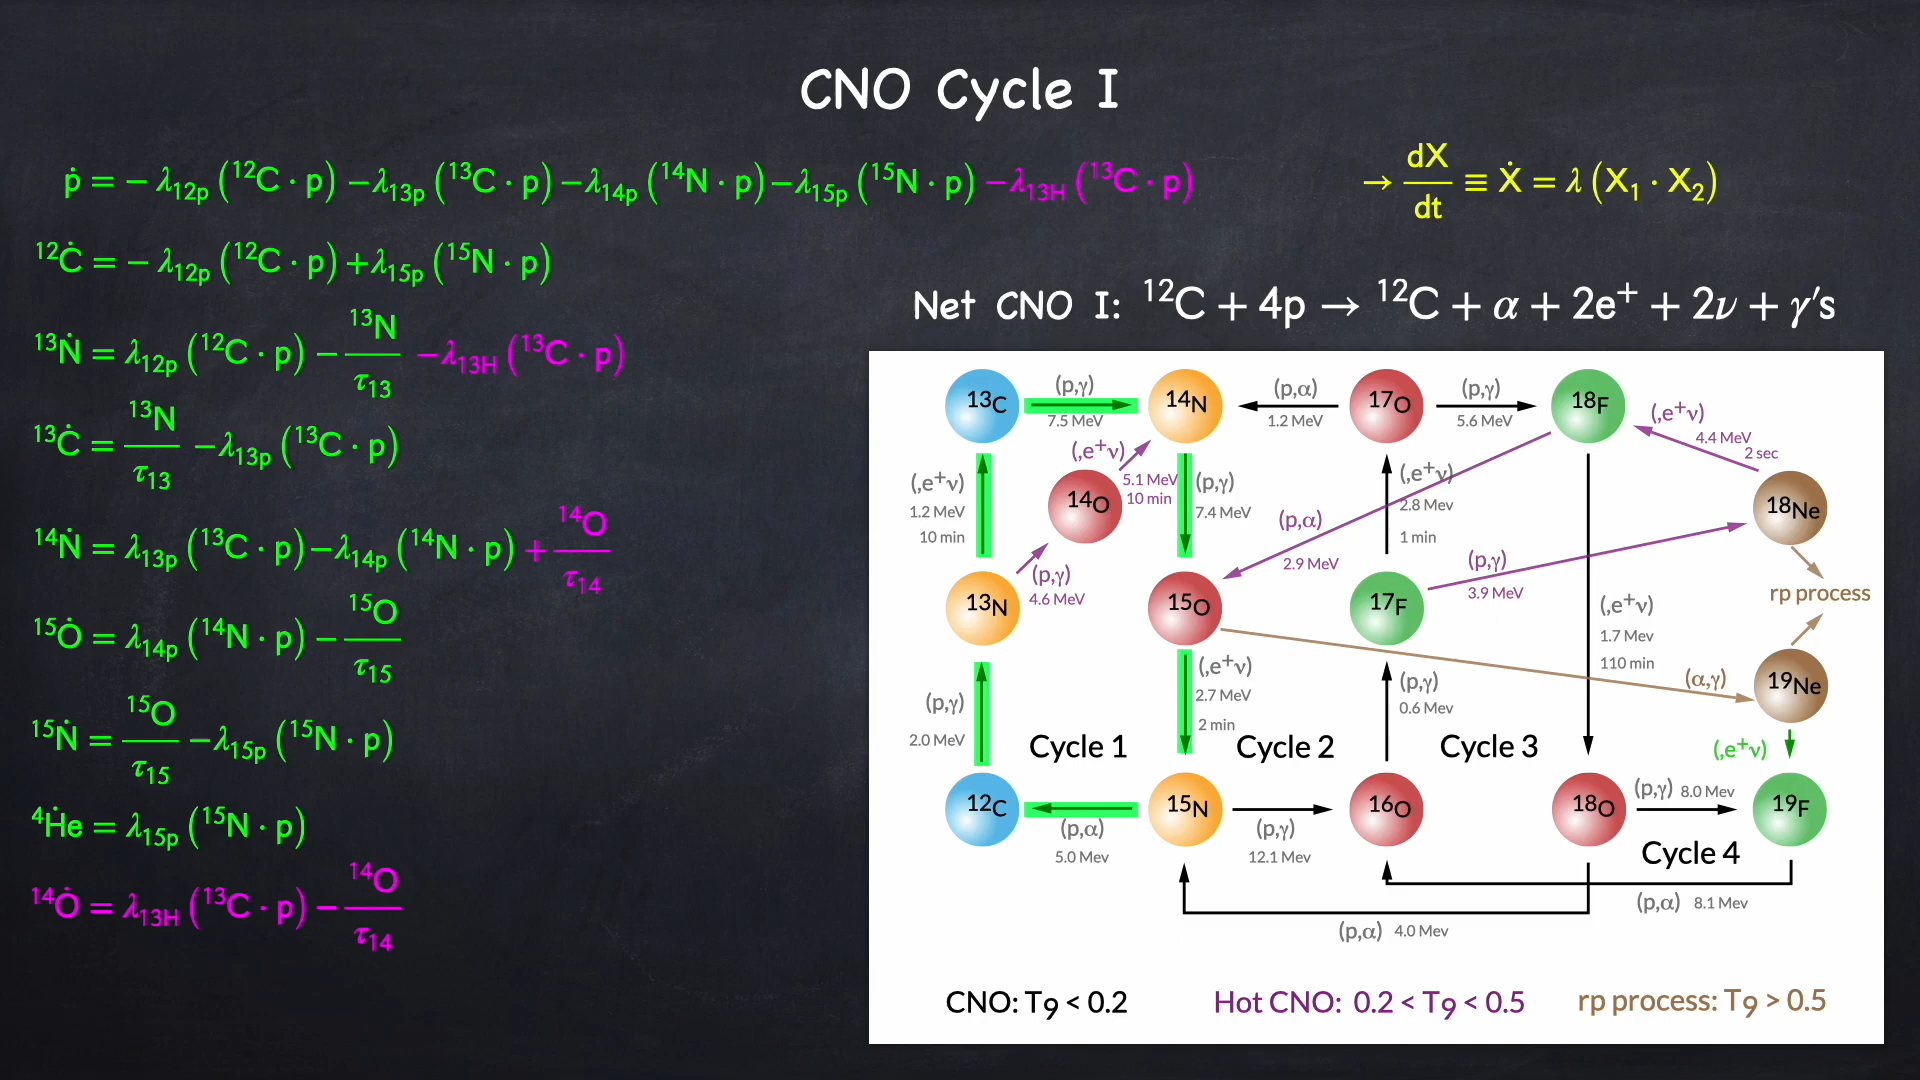 CNO Cycle I
ṗ = − λ₁₂ₚ (¹²C · p) −λ₁₃ₚ (¹³C · p) −λ₁₄ₚ (¹⁴N · p) −λ₁₅ₚ (¹⁵N · p) −λ₁₃H (¹³C · p)
→ dX/dt ≡ Ẋ = λ (X₁ · X₂)
¹²Ċ = − λ₁₂ₚ (¹²C · p) +λ₁₅ₚ (¹⁵N · p)
Net CNO I: ¹²C + 4p → ¹²C + α + 2e⁺ + 2ν + γ's
¹³Ṅ = λ₁₂ₚ (¹²C · p) − ¹³N/τ₁₃ −λ₁₃H (¹³C · p)
¹³Ċ = ¹³N/τ₁₃ −λ₁₃ₚ (¹³C · p)
¹⁴Ṅ = λ₁₃ₚ (¹³C · p) −λ₁₄ₚ (¹⁴N · p) + ¹⁴O/τ₁₄
¹⁵Ȯ = λ₁₄ₚ (¹⁴N · p) − ¹⁵O/τ₁₅
¹⁵Ṅ = ¹⁵O/τ₁₅ −λ₁₅ₚ (¹⁵N · p)
⁴Ḣe = λ₁₅ₚ (¹⁵N · p)
¹⁴Ȯ = λ₁₃H (¹³C · p) − ¹⁴O/τ₁₄
13C (p,γ) 14N (p,α) 17O (p,γ) 18F (,e⁺ν)
7.5 MeV 1.2 MeV 5.6 MeV 4.4 MeV
2 sec
(,e⁺ν)
(,e⁺ν) 5.1 MeV (p,γ) (,e⁺ν)
1.2 MeV 14O 10 min 7.4 MeV (p,α) 2.8 Mev 18Ne
10 min 2.9 MeV 1 min
(p,γ) (p,γ)
4.6 MeV 3.9 MeV rp process
13N 15O 17F (,e⁺ν)
1.7 Mev
110 min
(p,γ) (,e⁺ν) (p,γ) (α,γ) 19Ne
2.0 MeV 2.7 MeV 0.6 Mev
2 min
Cycle 1 Cycle 2 Cycle 3 (,e⁺ν)
12C 15N 16O 18O (p,γ) 8.0 Mev 19F
(p,α) (p,γ)
5.0 Mev 12.1 Mev Cycle 4
(p,α) 8.1 Mev
(p,α) 4.0 Mev
CNO: T₉ < 0.2 Hot CNO: 0.2 < T₉ < 0.5 rp process: T₉ > 0.5